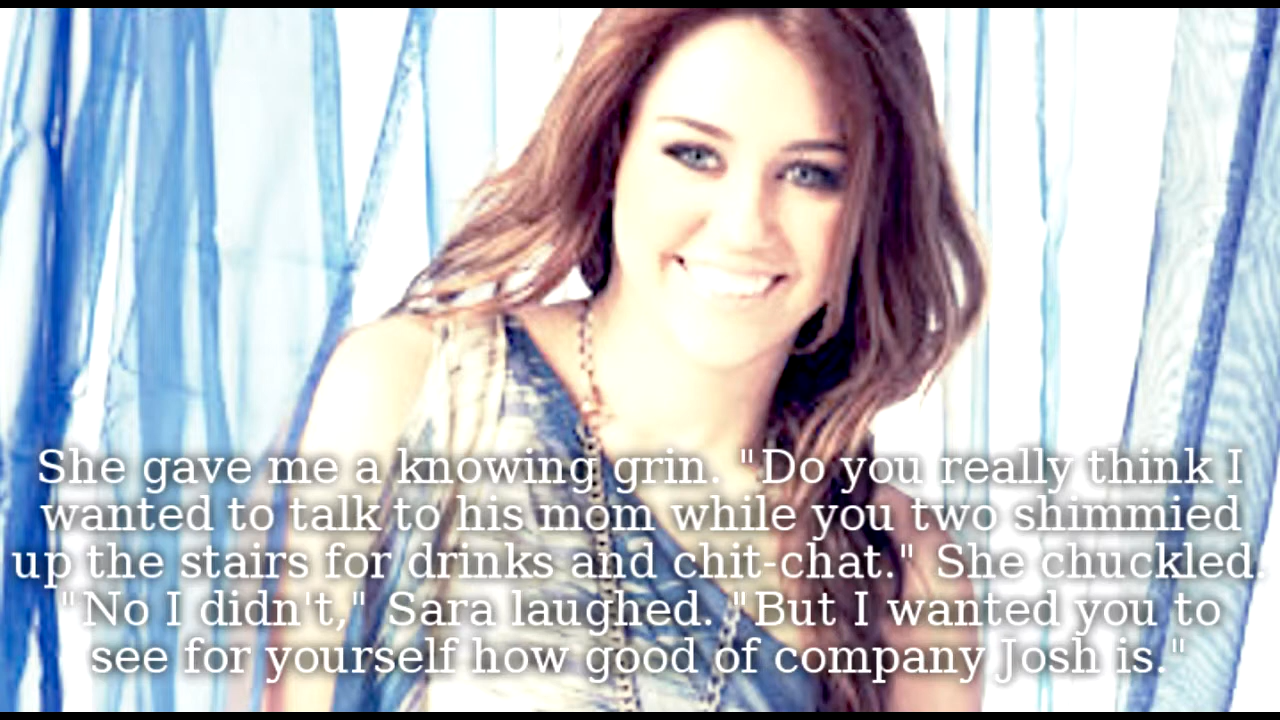 She gave me a knowing grin. "Do you really think I
wanted to talk to his mom while you two shimmied
up the stairs for drinks and chit-chat." She chuckled.
"No I didn't," Sara laughed. "But I wanted you to
see for yourself how good of company Josh is."